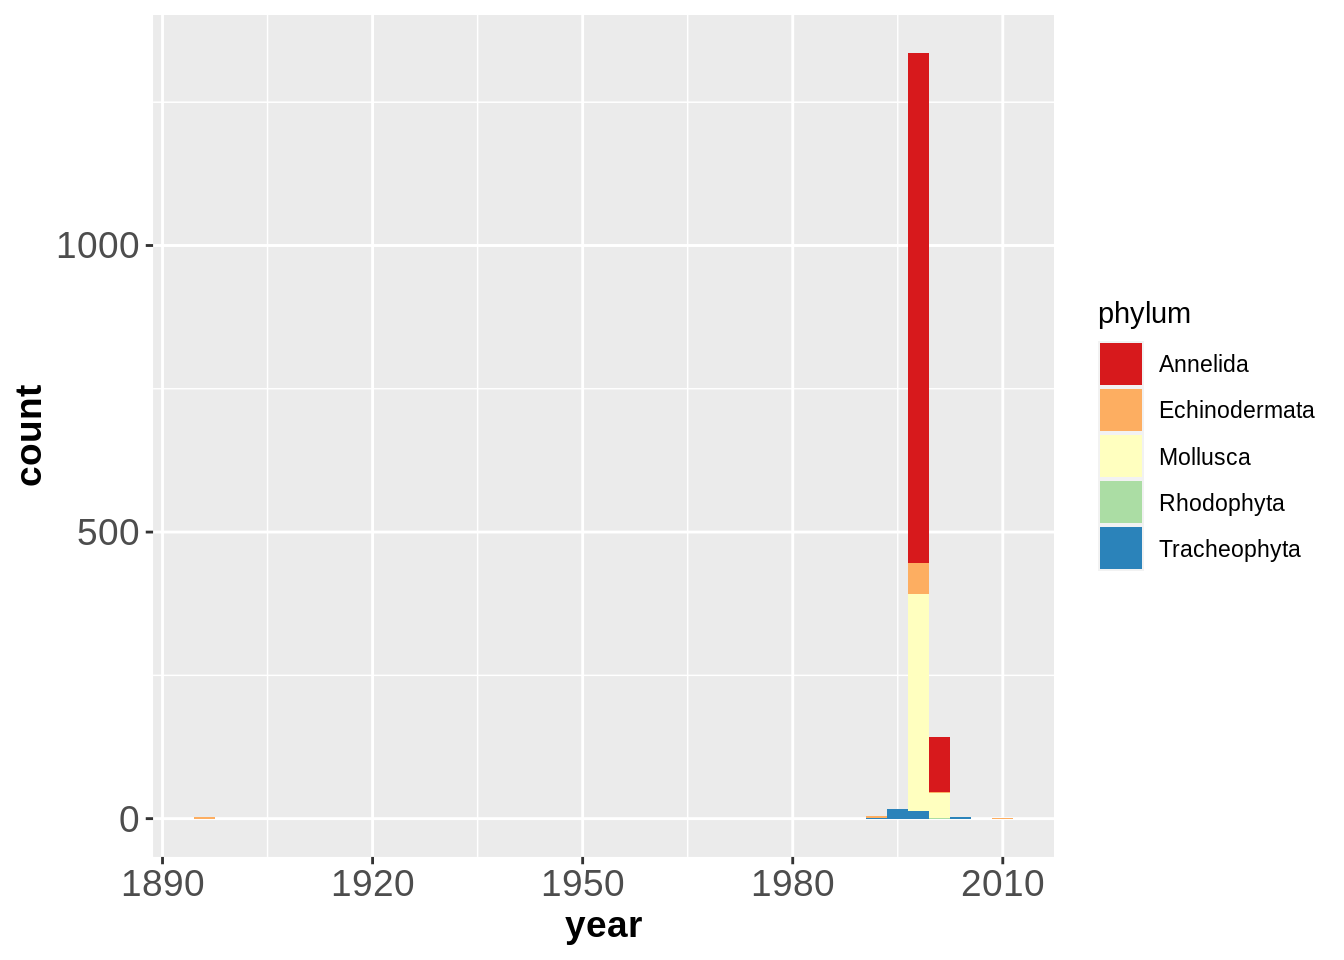 1000
500
0
count
1890 1920 1950 1980 2010
year
phylum
Annelida
Echinodermata
Mollusca
Rhodophyta
Tracheophyta